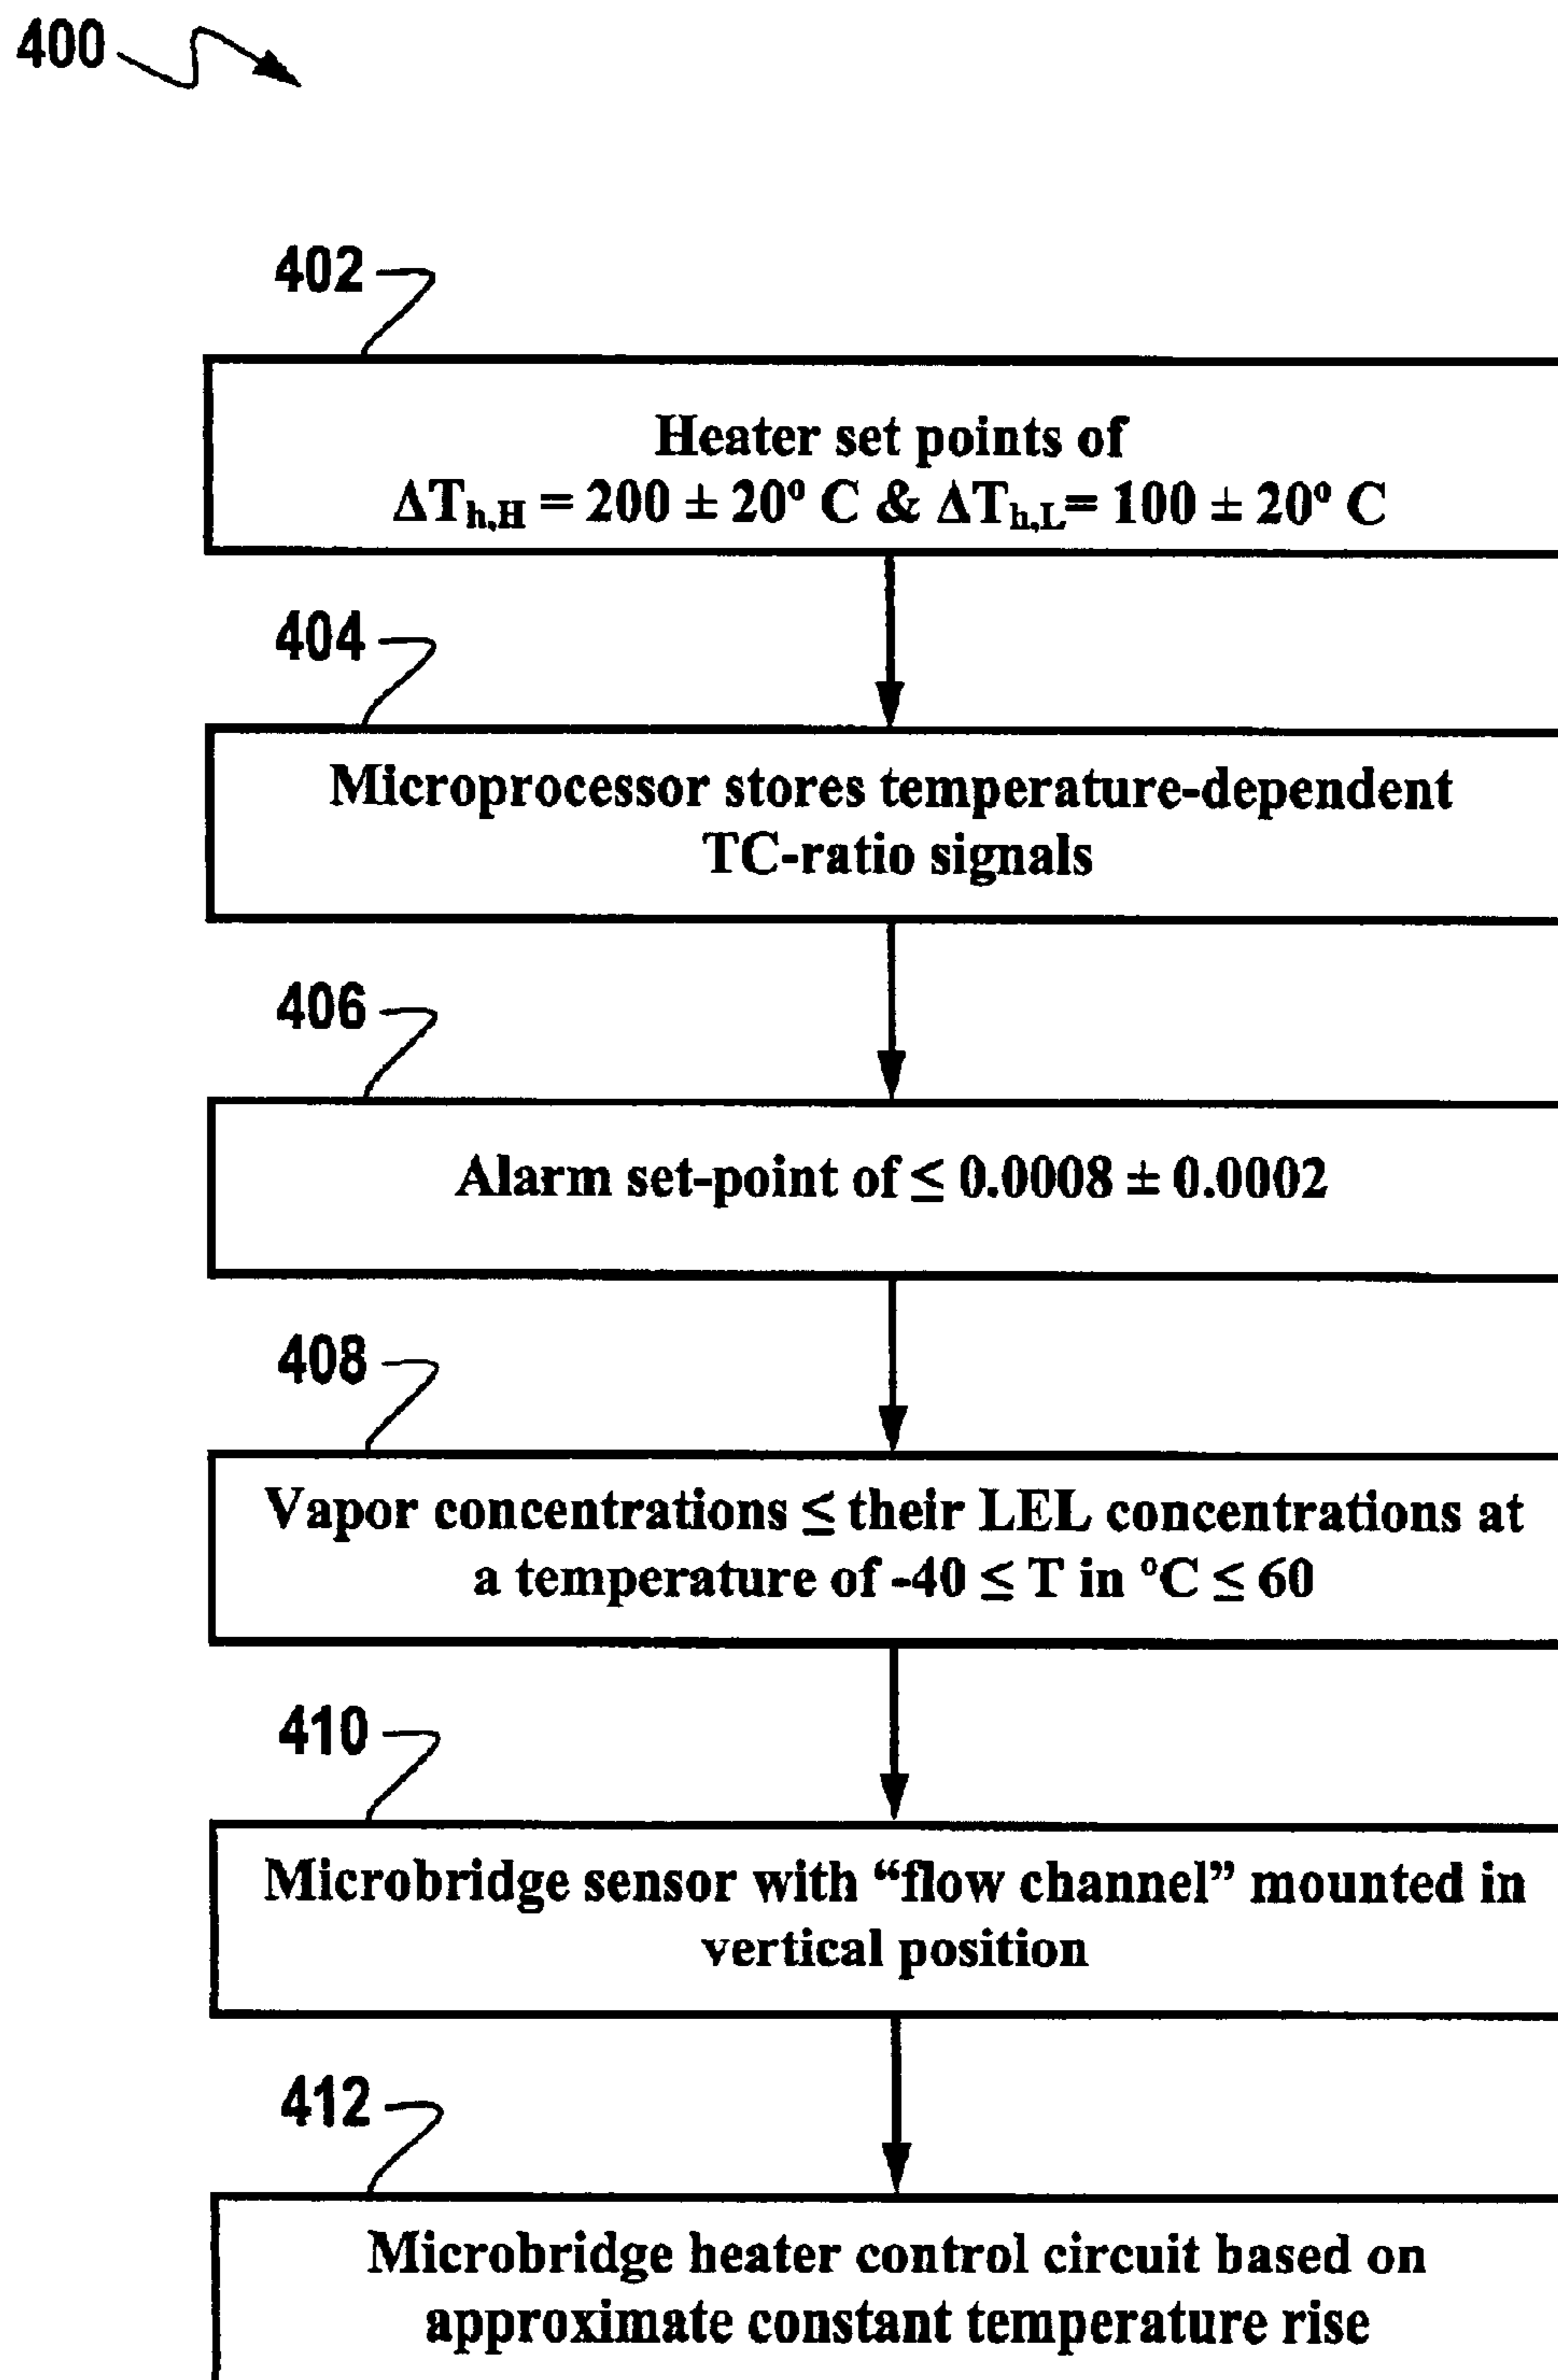 400
402
Heater set points of
ΔTh,H = 200 ± 20º C & ΔTh,L= 100 ± 20º C
404
Microprocessor stores temperature-dependent
TC-ratio signals
406
Alarm set-point of ≤ 0.0008 ± 0.0002
408
Vapor concentrations ≤ their LEL concentrations at
a temperature of -40 ≤ T in ºC ≤ 60
410
Microbridge sensor with “flow channel” mounted in
vertical position
412
Microbridge heater control circuit based on
approximate constant temperature rise